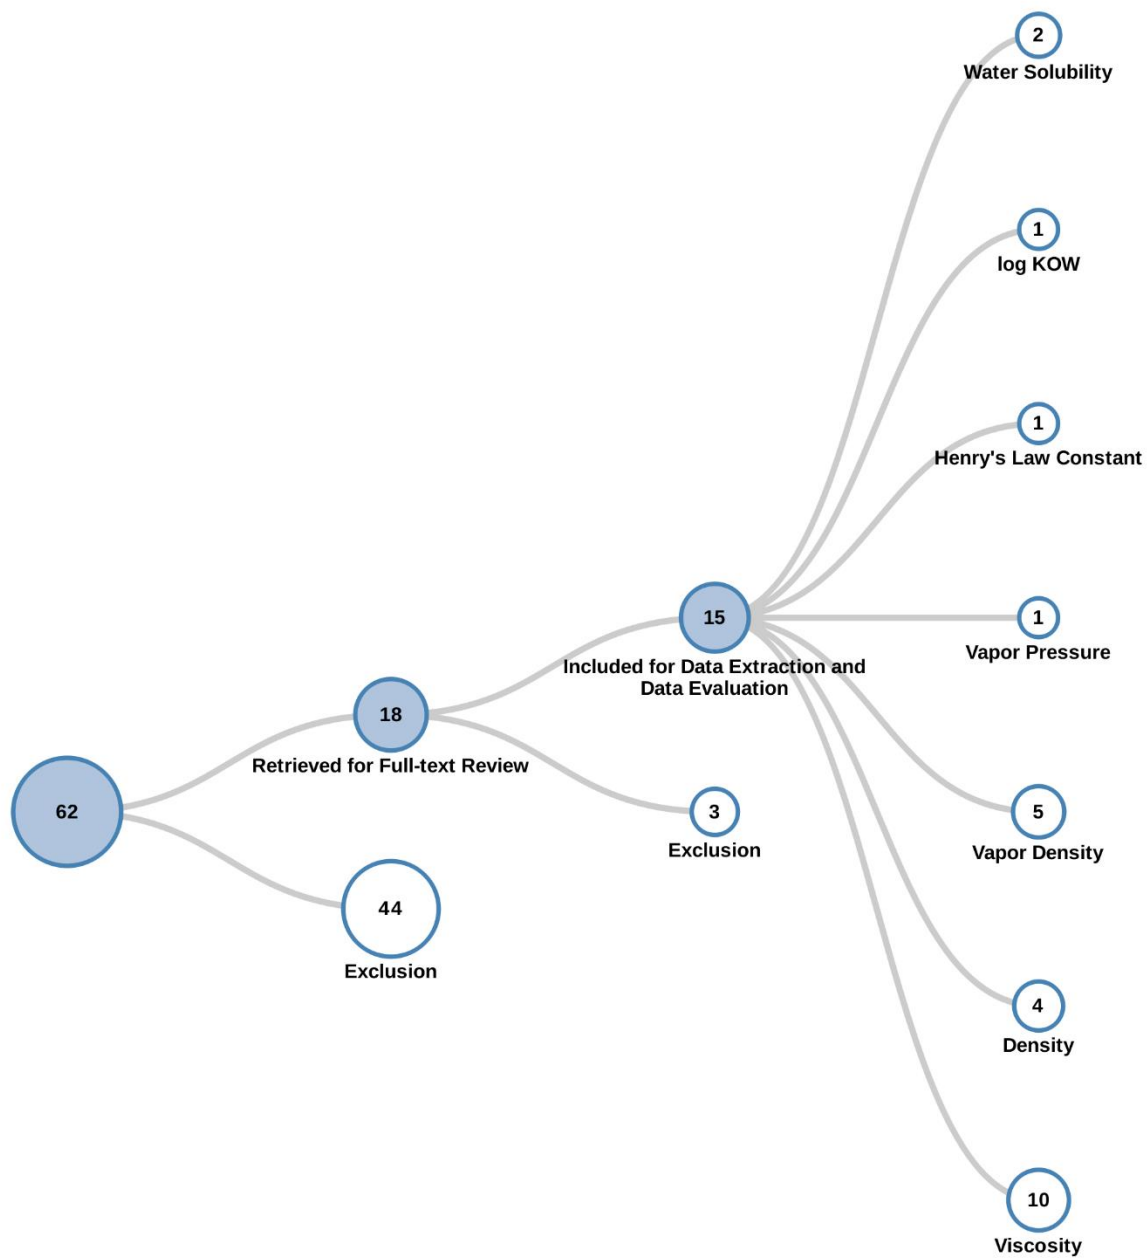 2
Water Solubility
1
log KOW
1
Henry's Law Constant
15
Included for Data Extraction and
Data Evaluation
1
Vapor Pressure
18
Retrieved for Full-text Review
62
3
Exclusion
5
Vapor Density
44
Exclusion
4
Density
10
Viscosity